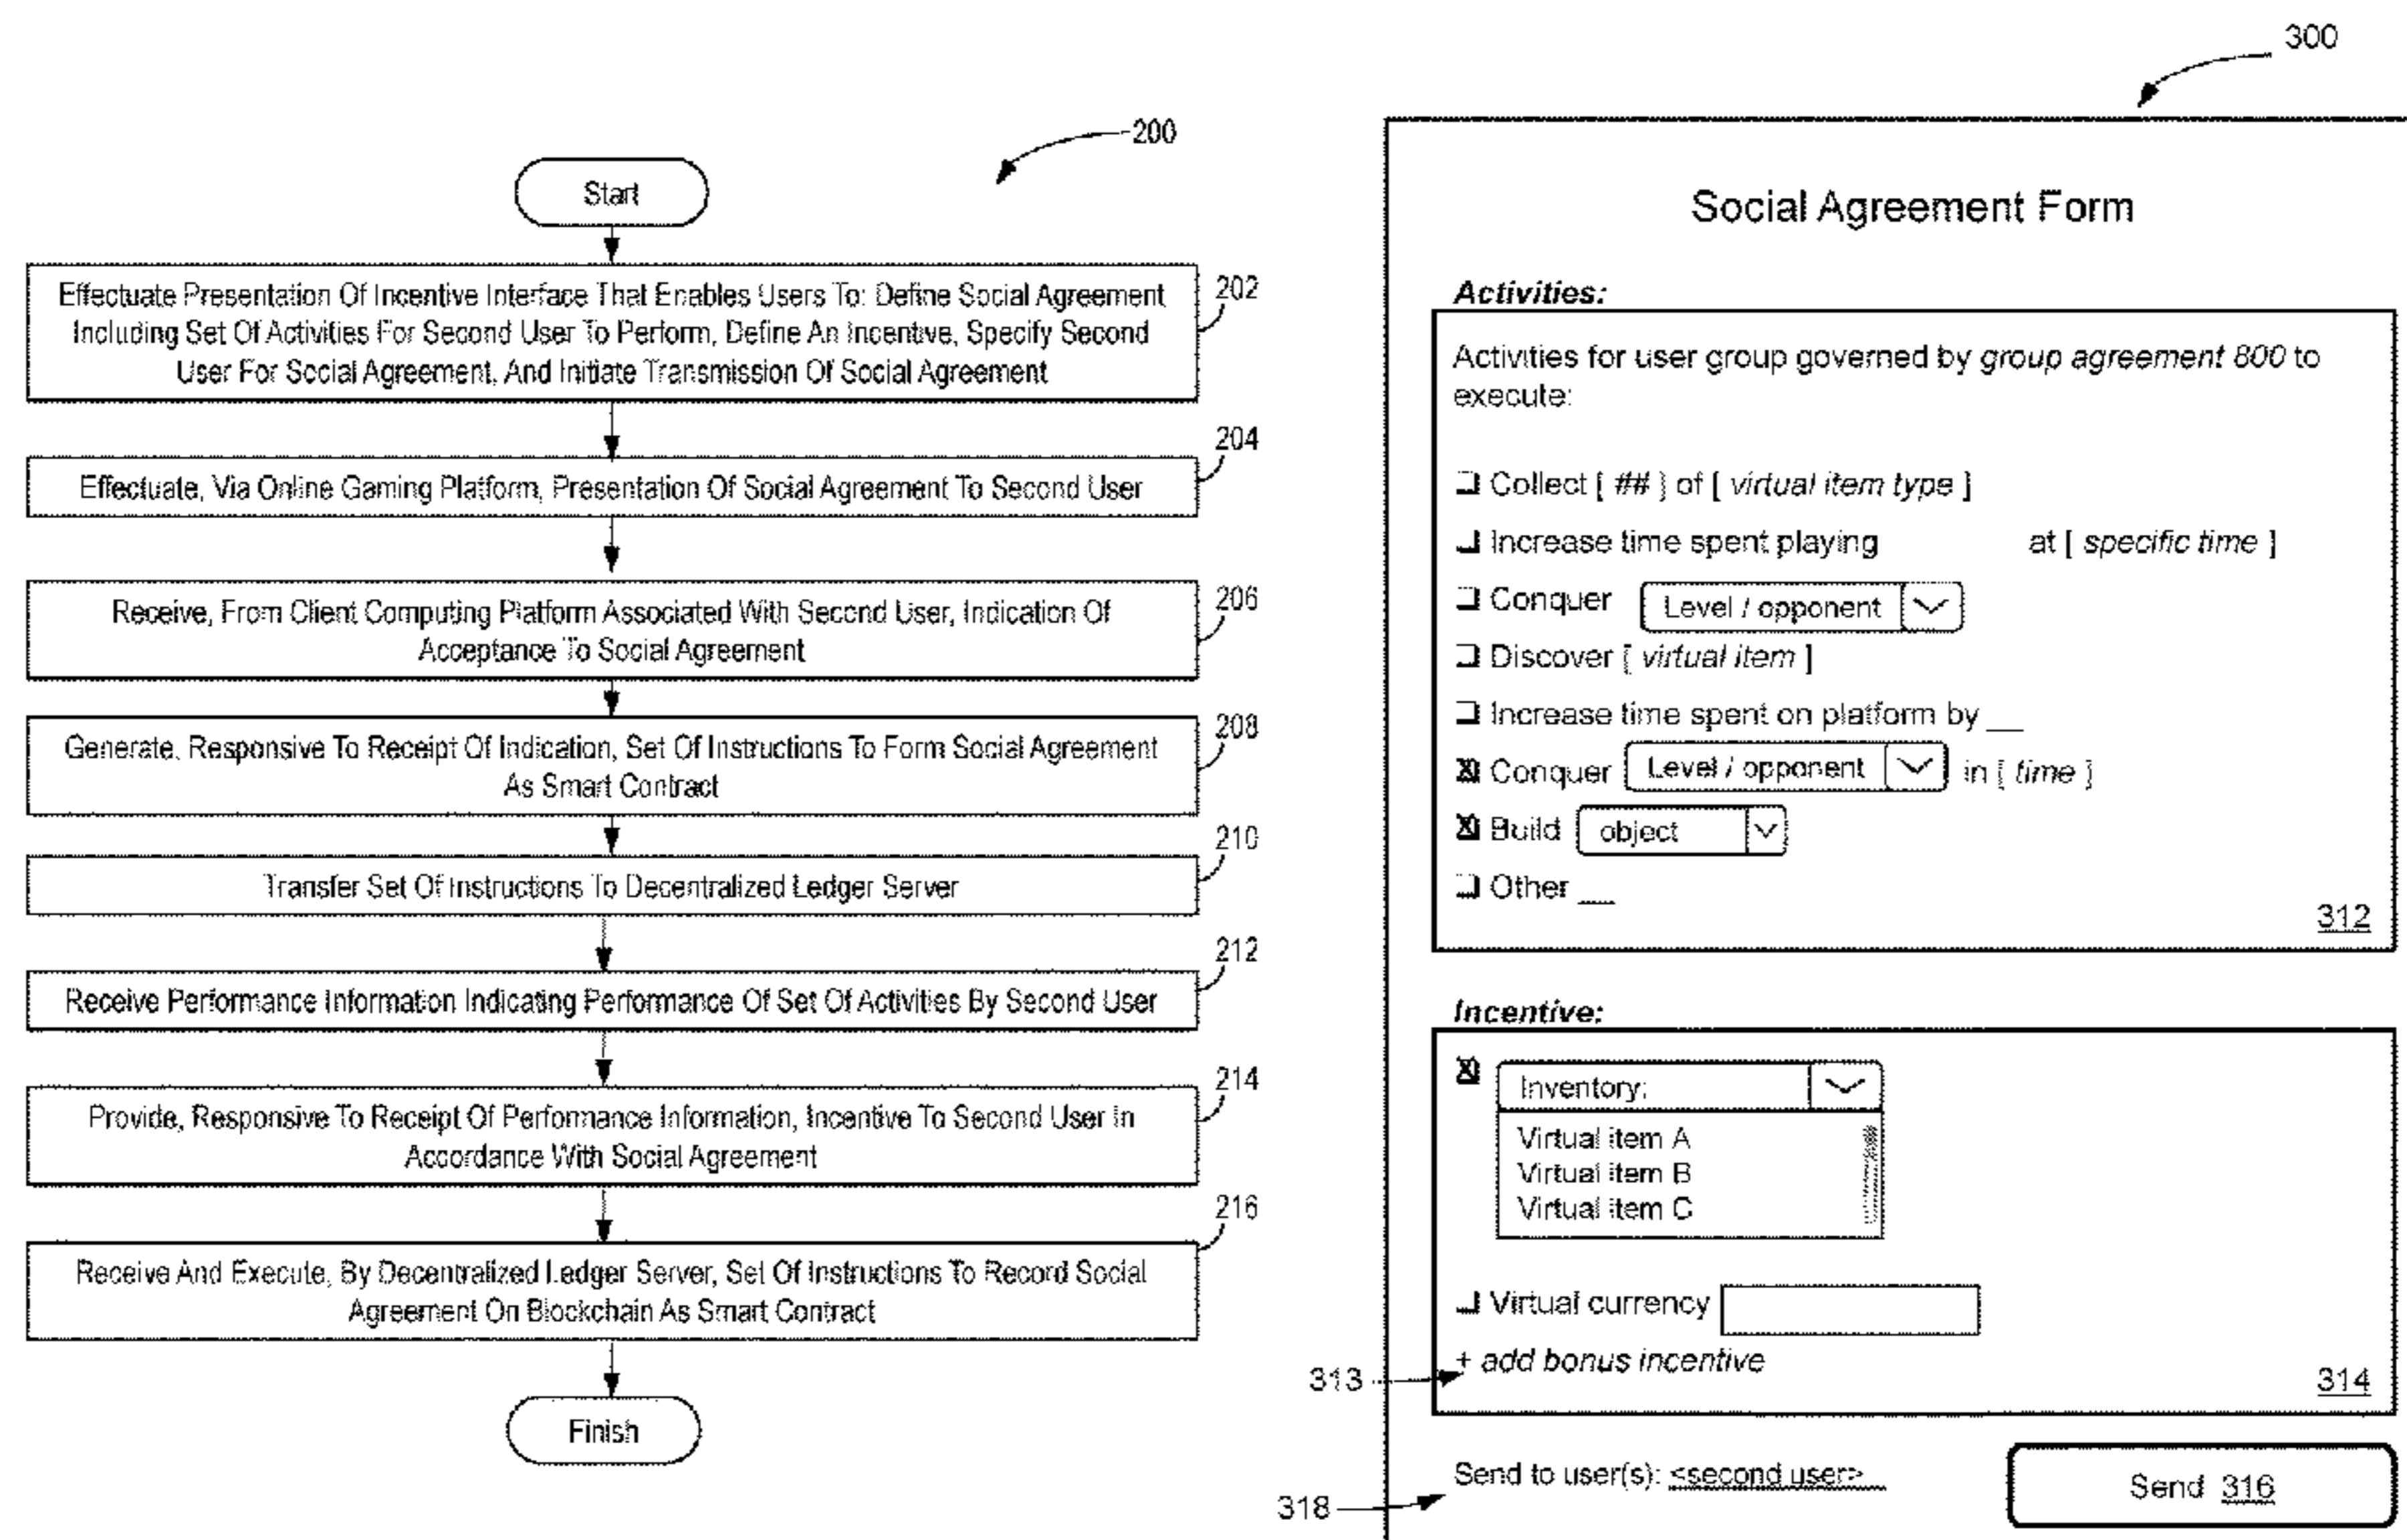 200
Start
Effectuate Presentation Of Incentive Interface That Enables Users To: Define Social Agreement
Including Set Of Activities For Second User To Perform, Define An Incentive, Specify Second
User For Social Agreement, And Initiate Transmission Of Social Agreement
202
Effectuate, Via Online Gaming Platform, Presentation Of Social Agreement To Second User
204
Receive, From Client Computing Platform Associated With Second User, Indication Of
Acceptance To Social Agreement
206
Generate, Responsive To Receipt Of Indication, Set Of Instructions To Form Social Agreement
As Smart Contract
208
Transfer Set Of Instructions To Decentralized Ledger Server
210
Receive Performance Information Indicating Performance Of Set Of Activities By Second User
212
Provide, Responsive To Receipt Of Performance Information, Incentive To Second User In
Accordance With Social Agreement
214
Receive And Execute, By Decentralized Ledger Server, Set Of Instructions To Record Social
Agreement On Blockchain As Smart Contract
216
Finish
300
Social Agreement Form
Activities:
Activities for user group governed by group agreement 800 to
execute:
Collect [ ## ] of [ virtual item type ]
Increase time spent playing at [ specific time ]
Conquer Level / opponent
Discover [ virtual item ]
Increase time spent on platform by __
Conquer Level / opponent in [ time ]
Build object
Other __
312
Incentive:
Inventory:
Virtual item A
Virtual item B
Virtual item C
Virtual currency
+ add bonus incentive
313
314
Send to user(s): <second user>
318
Send 316